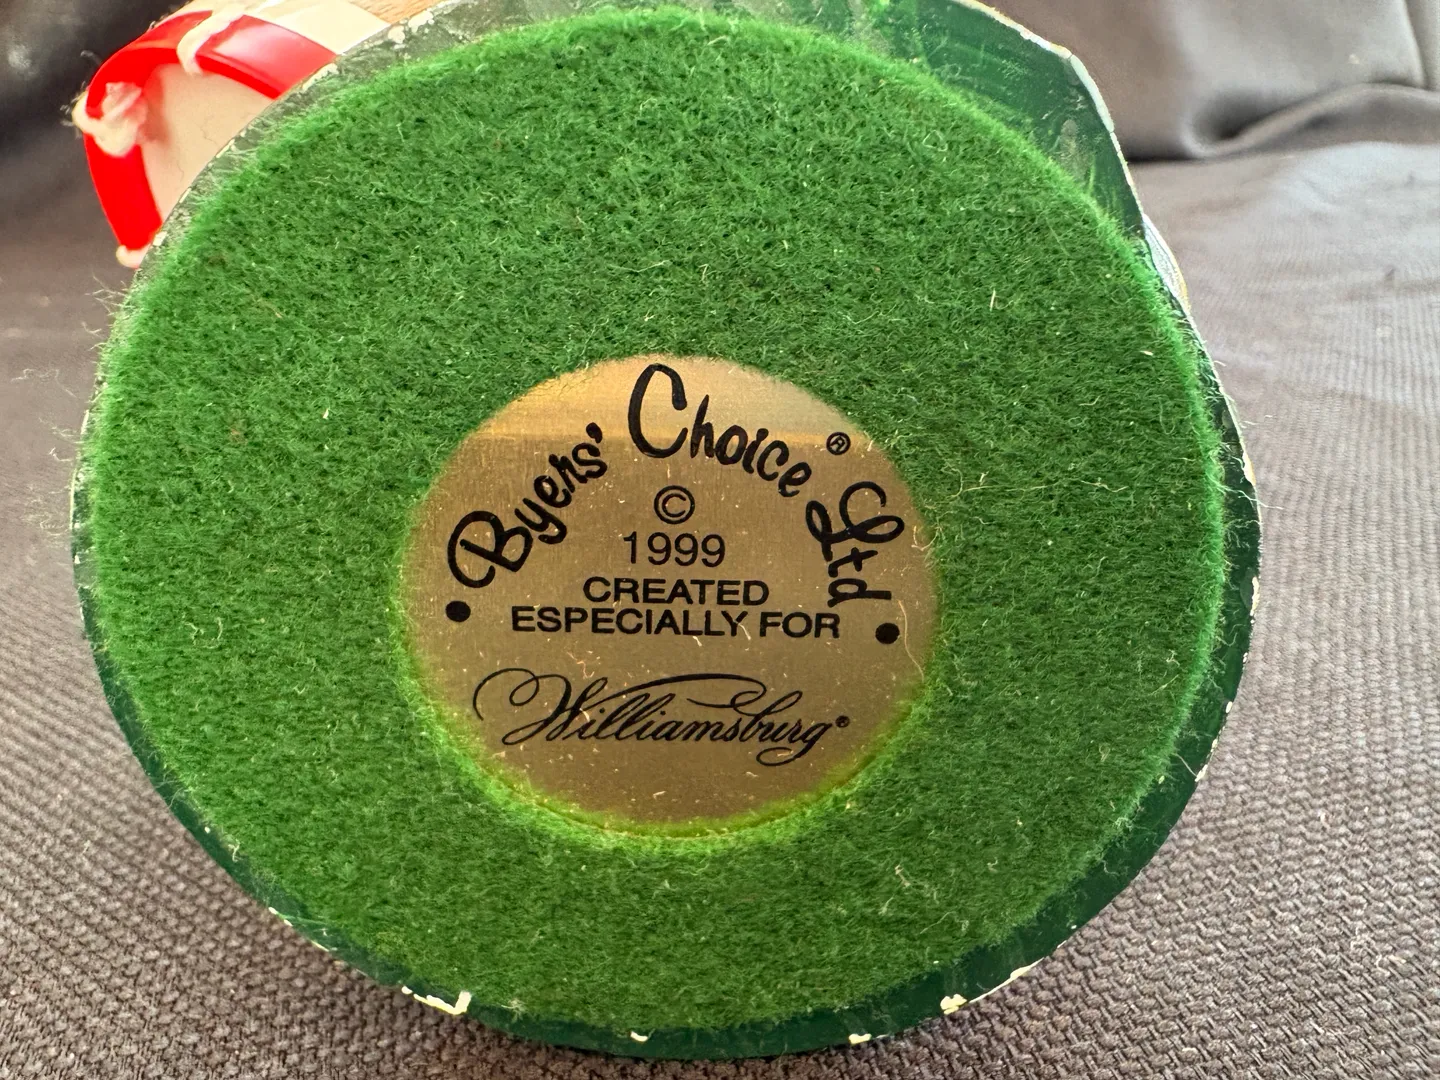 Byers' Choice® Ltd
©
1999
CREATED
ESPECIALLY FOR
Williamsburg®